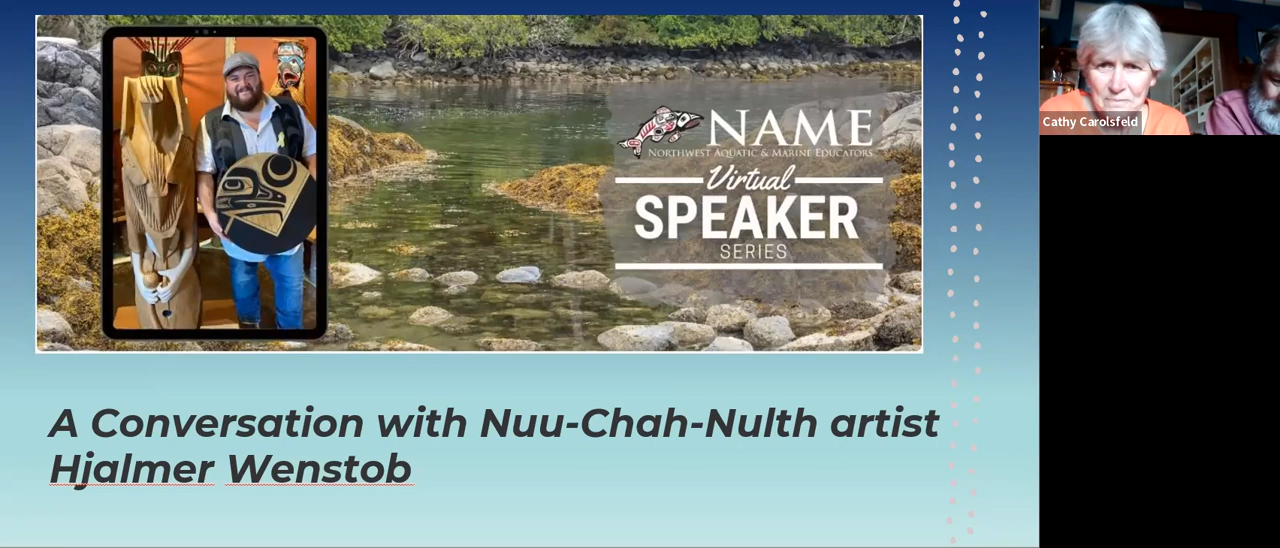 NAME
NORTHWEST AQUATIC & MARINE EDUCATORS
Virtual
SPEAKER
SERIES
Cathy Carolsfeld
A Conversation with Nuu-Chah-Nulth artist
Hjalmer Wenstob